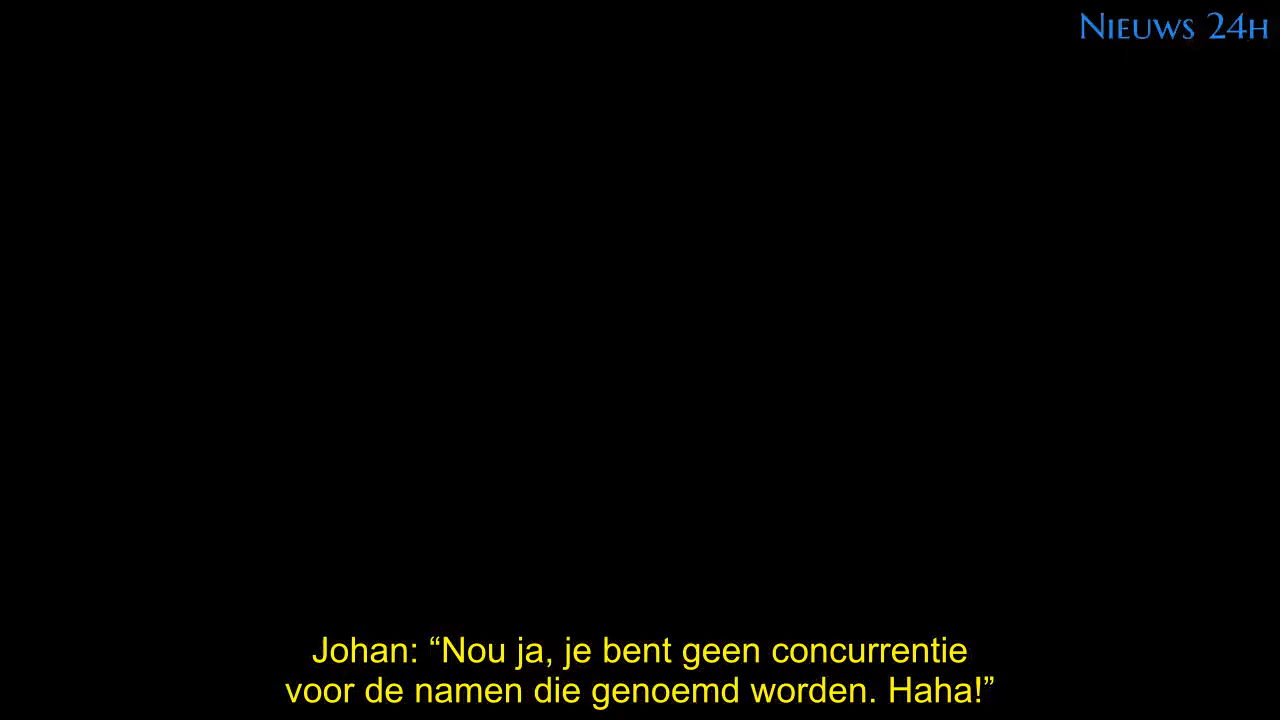 Nieuws 24h
Johan: “Nou ja, je bent geen concurrentie
voor de namen die genoemd worden. Haha!”